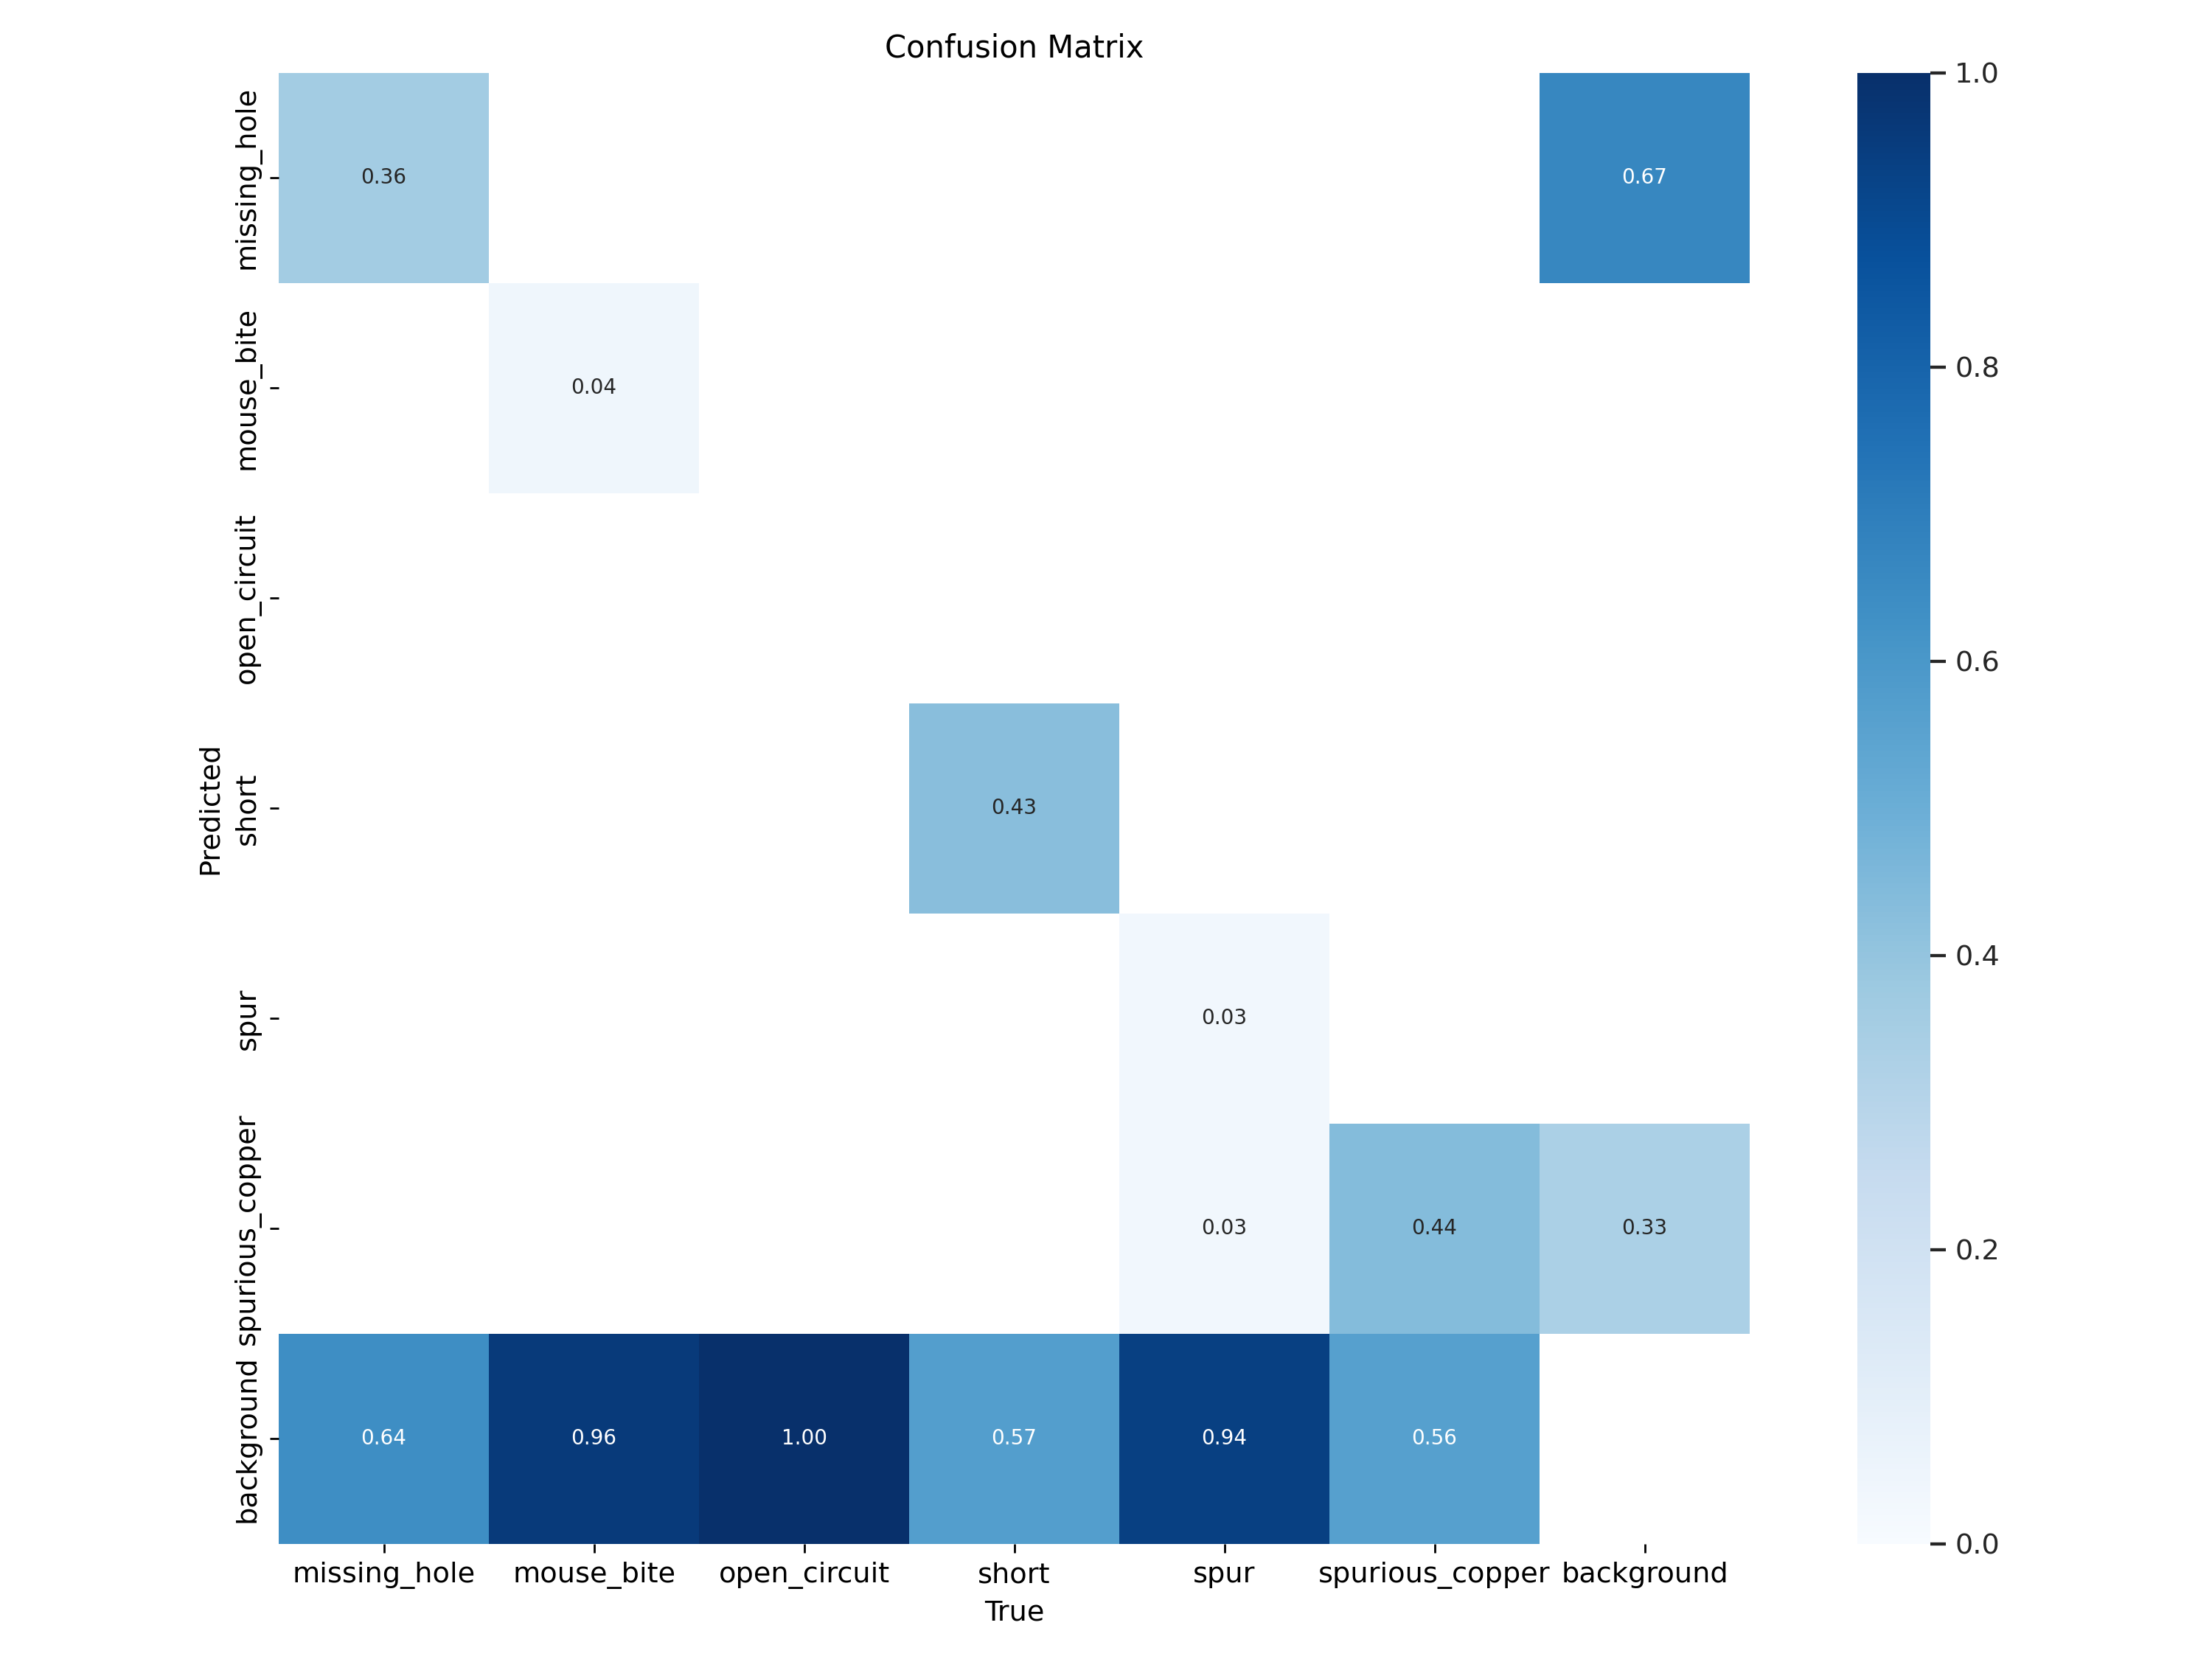 Confusion Matrix
missing_hole
mouse_bite
open_circuit
short
spur
spurious_copper
background
Predicted
0.36
0.67
0.04
0.43
0.03
0.03
0.44
0.33
0.64
0.96
1.00
0.57
0.94
0.56
missing_hole
mouse_bite
open_circuit
short
spur
spurious_copper
background
True
1.0
0.8
0.6
0.4
0.2
0.0